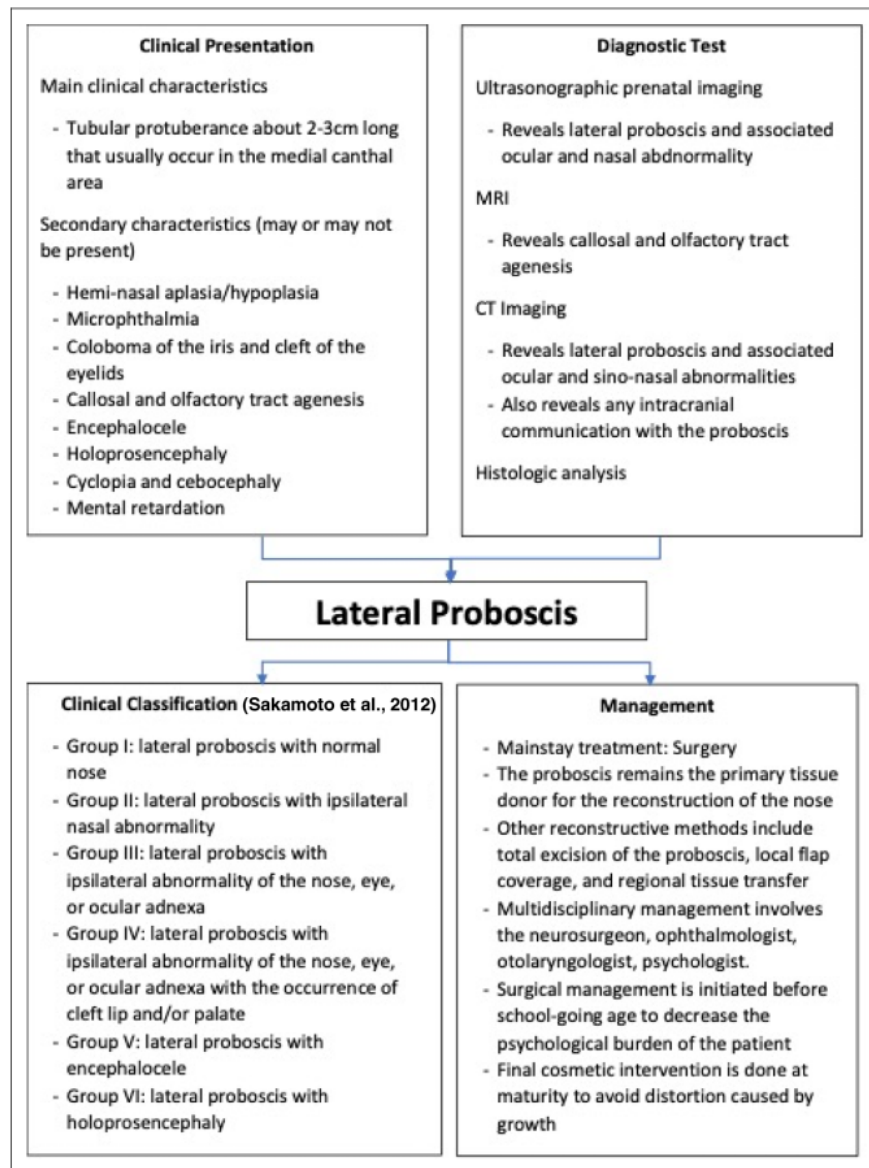 Clinical Presentation
Main clinical characteristics
- Tubular protuberance about 2-3cm long
that usually occur in the medial canthal
area
Secondary characteristics (may or may not
be present)
- Hemi-nasal aplasia/hypoplasia
- Microphthalmia
- Coloboma of the iris and cleft of the
eyelids
- Callosal and olfactory tract agenesis
- Encephalocele
- Holoprosencephaly
- Cyclopia and cebocephaly
- Mental retardation
Diagnostic Test
Ultrasonographic prenatal imaging
- Reveals lateral proboscis and associated
ocular and nasal abdnormality
MRI
- Reveals callosal and olfactory tract
agenesis
CT Imaging
- Reveals lateral proboscis and associated
ocular and sino-nasal abnormalities
- Also reveals any intracranial
communication with the proboscis
Histologic analysis
Lateral Proboscis
Clinical Classification (Sakamoto et al., 2012)
- Group I: lateral proboscis with normal
nose
- Group II: lateral proboscis with ipsilateral
nasal abnormality
- Group III: lateral proboscis with
ipsilateral abnormality of the nose, eye,
or ocular adnexa
- Group IV: lateral proboscis with
ipsilateral abnormality of the nose, eye,
or ocular adnexa with the occurrence of
cleft lip and/or palate
- Group V: lateral proboscis with
encephalocele
- Group VI: lateral proboscis with
holoprosencephaly
Management
- Mainstay treatment: Surgery
- The proboscis remains the primary tissue
donor for the reconstruction of the nose
- Other reconstructive methods include
total excision of the proboscis, local flap
coverage, and regional tissue transfer
- Multidisciplinary management involves
the neurosurgeon, ophthalmologist,
otolaryngologist, psychologist.
- Surgical management is initiated before
school-going age to decrease the
psychological burden of the patient
- Final cosmetic intervention is done at
maturity to avoid distortion caused by
growth